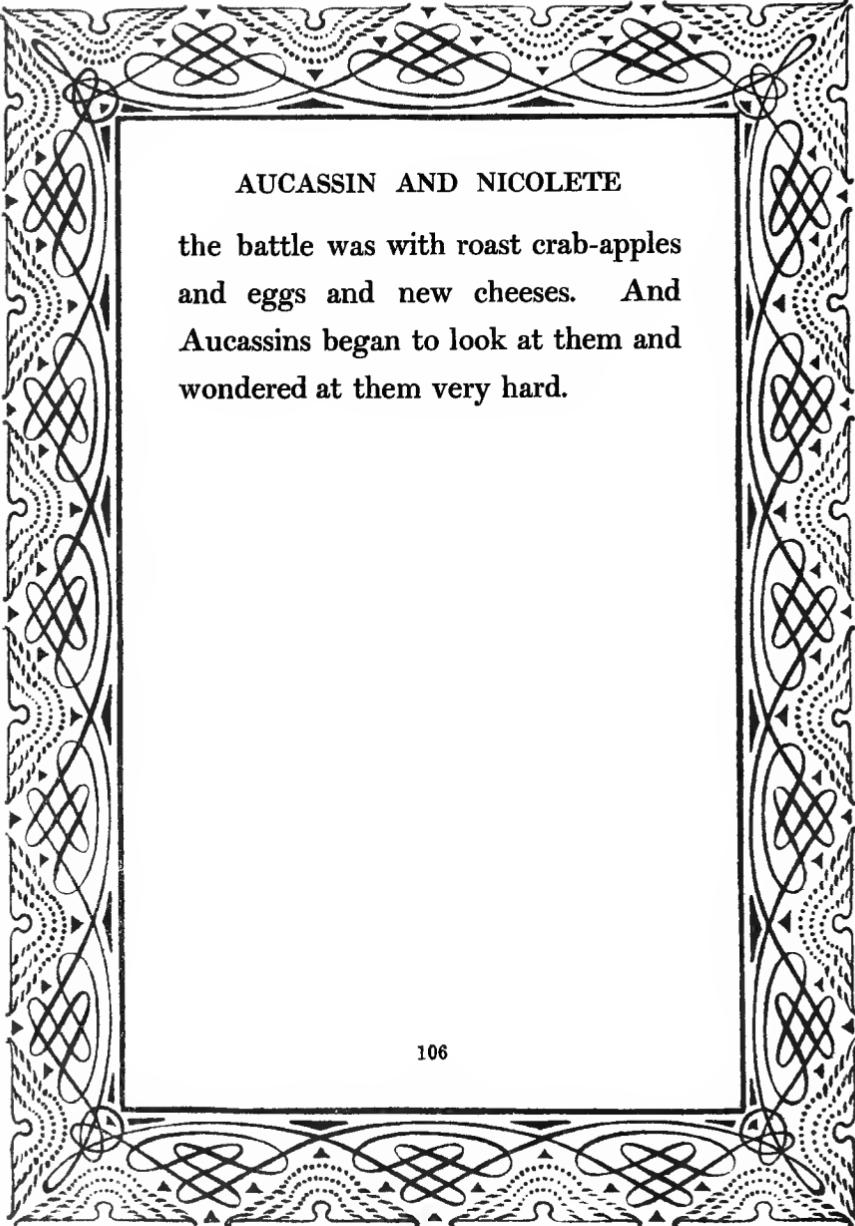 AUCASSIN AND NICOLETE
the battle was with roast crab-apples
and eggs and new cheeses. And
Aucassins began to look at them and
wondered at them very hard.
106